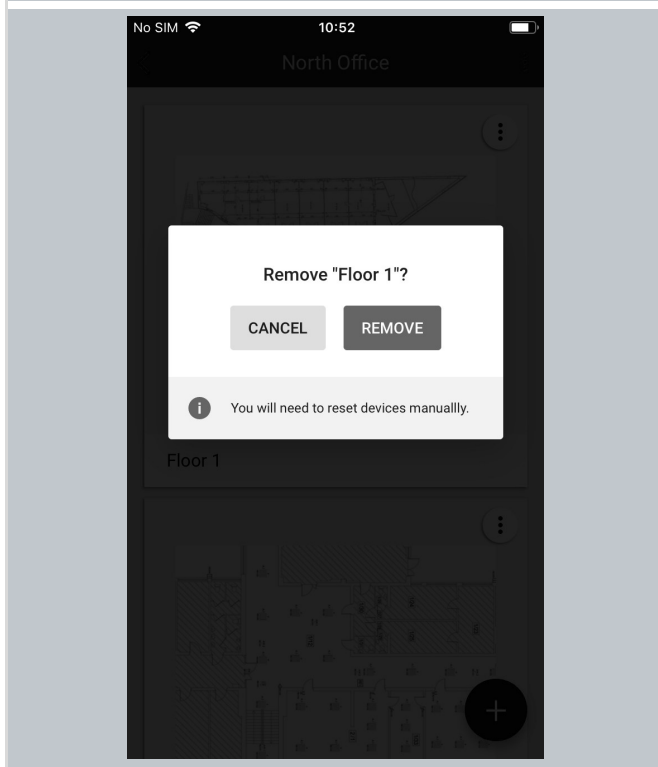 No SIM 10:52
North Office
Remove "Floor 1"?
CANCEL REMOVE
You will need to reset devices manuallly.
Floor 1